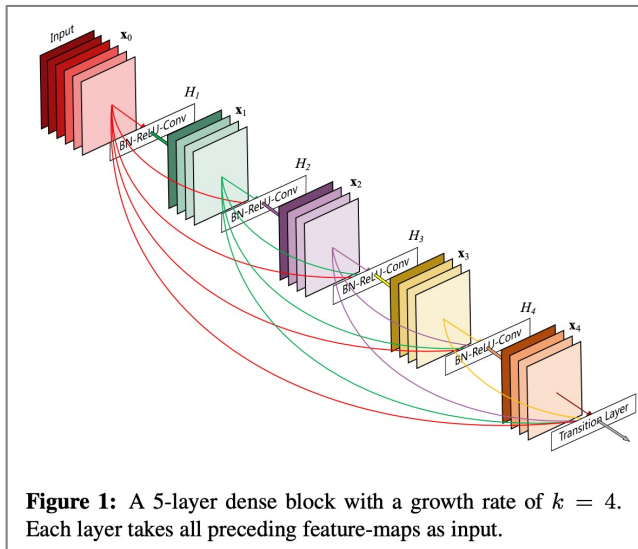 Input
x₀
H₁
BN-ReLU-Conv
x₁
H₂
BN-ReLU-Conv
x₂
H₃
BN-ReLU-Conv
x₃
H₄
BN-ReLU-Conv
x₄
Transition Layer
Figure 1: A 5-layer dense block with a growth rate of k = 4.
Each layer takes all preceding feature-maps as input.